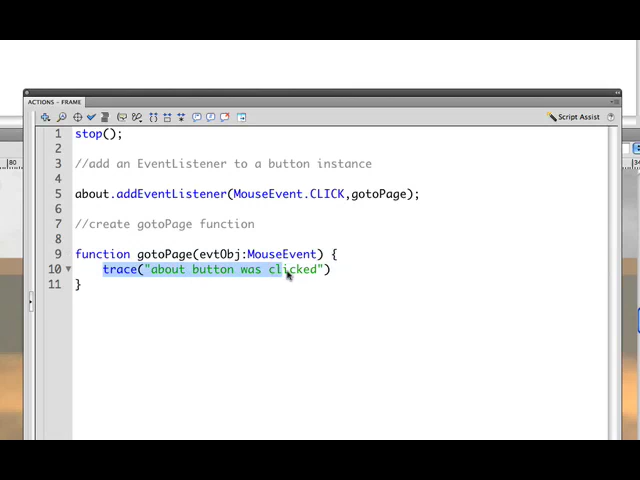 ACTIONS - FRAME
Script Assist
1 stop();
2
3 //add an EventListener to a button instance
4
5 about.addEventListener(MouseEvent.CLICK,gotoPage);
6
7 //create gotoPage function
8
9 function gotoPage(evtObj:MouseEvent) {
10 trace("about button was clicked")
11 }